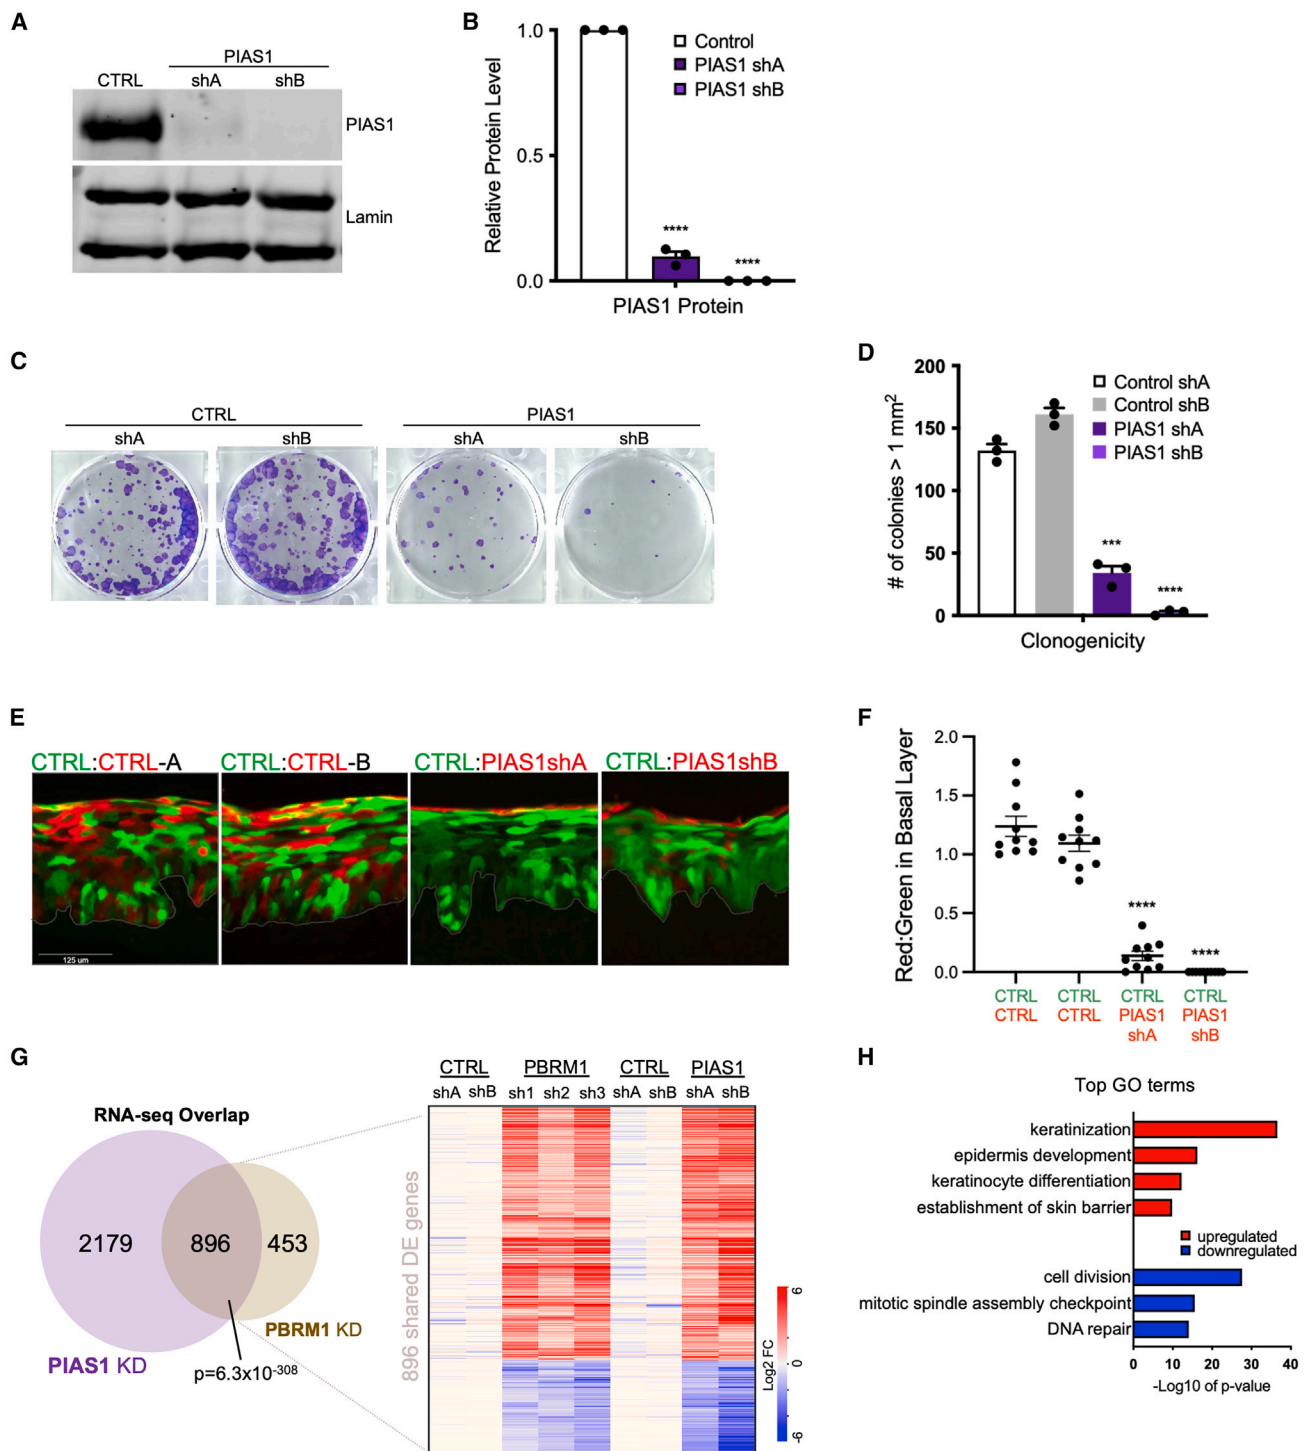 A
PIAS1
CTRL shA shB
PIAS1
Lamin
B
1.0
0.5
0.0
Relative Protein Level
Control
PIAS1 shA
PIAS1 shB
****
****
PIAS1 Protein
C
CTRL PIAS1
shA shB shA shB
D
200
150
100
50
0
# of colonies > 1 mm²
Control shA
Control shB
PIAS1 shA
PIAS1 shB
***
****
Clonogenicity
E
CTRL:CTRL-A CTRL:CTRL-B CTRL:PIAS1shA CTRL:PIAS1shB
125 um
F
2.0
1.5
1.0
0.5
0.0
Red:Green in Basal Layer
****
****
CTRL CTRL CTRL CTRL
CTRL CTRL PIAS1 PIAS1
shA shB
G
RNA-seq Overlap
2179 896 453
PBRM1 KD
PIAS1 KD
p=6.3x10-308
CTRL PBRM1 CTRL PIAS1
shA shB sh1 sh2 sh3 shA shB shA shB
896 shared DE genes
6
0
-6
Log2 FC
H
Top GO terms
keratinization
epidermis development
keratinocyte differentiation
establishment of skin barrier
upregulated
downregulated
cell division
mitotic spindle assembly checkpoint
DNA repair
0 10 20 30 40
-Log10 of p-value